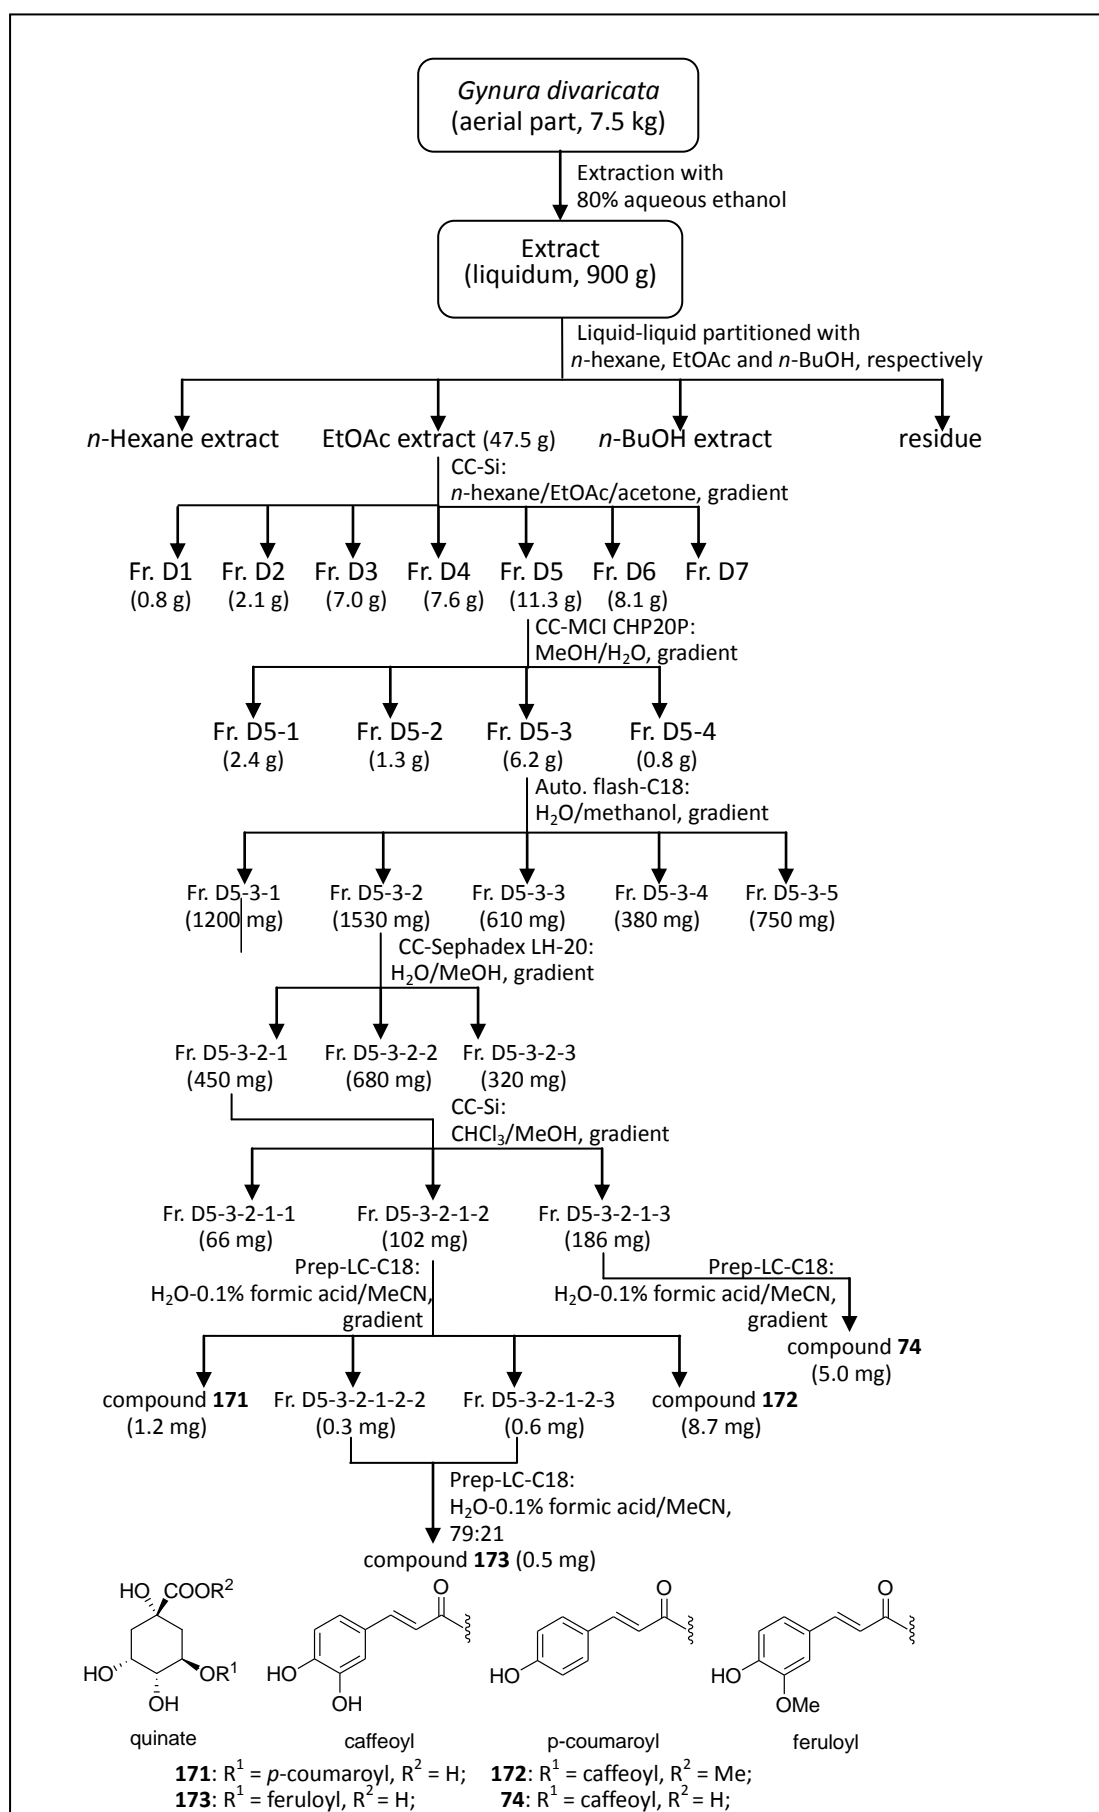 Gynura divaricata
(aerial part, 7.5 kg)
Extraction with
80% aqueous ethanol
Extract
(liquidum, 900 g)
Liquid-liquid partitioned with
n-hexane, EtOAc and n-BuOH, respectively
n-Hexane extract EtOAc extract (47.5 g) n-BuOH extract residue
CC-Si:
n-hexane/EtOAc/acetone, gradient
Fr. D1 Fr. D2 Fr. D3 Fr. D4 Fr. D5 Fr. D6 Fr. D7
(0.8 g) (2.1 g) (7.0 g) (7.6 g) (11.3 g) (8.1 g)
CC-MCI CHP20P:
MeOH/H₂O, gradient
Fr. D5-1 Fr. D5-2 Fr. D5-3 Fr. D5-4
(2.4 g) (1.3 g) (6.2 g) (0.8 g)
Auto. flash-C18:
H₂O/methanol, gradient
Fr. D5-3-1 Fr. D5-3-2 Fr. D5-3-3 Fr. D5-3-4 Fr. D5-3-5
(1200 mg) (1530 mg) (610 mg) (380 mg) (750 mg)
CC-Sephadex LH-20:
H₂O/MeOH, gradient
Fr. D5-3-2-1 Fr. D5-3-2-2 Fr. D5-3-2-3
(450 mg) (680 mg) (320 mg)
CC-Si:
CHCl₃/MeOH, gradient
Fr. D5-3-2-1-1 Fr. D5-3-2-1-2 Fr. D5-3-2-1-3
(66 mg) (102 mg) (186 mg)
Prep-LC-C18: Prep-LC-C18:
H₂O-0.1% formic acid/MeCN, H₂O-0.1% formic acid/MeCN,
gradient gradient
compound 74
(5.0 mg)
compound 171 Fr. D5-3-2-1-2-2 Fr. D5-3-2-1-2-3 compound 172
(1.2 mg) (0.3 mg) (0.6 mg) (8.7 mg)
Prep-LC-C18:
H₂O-0.1% formic acid/MeCN,
79:21
compound 173 (0.5 mg)
HO COOR² O O O
HO OR¹ HO HO HO
OH OH OMe
quinate caffeoyl p-coumaroyl feruloyl
171: R¹ = p-coumaroyl, R² = H; 172: R¹ = caffeoyl, R² = Me;
173: R¹ = feruloyl, R² = H; 74: R¹ = caffeoyl, R² = H;